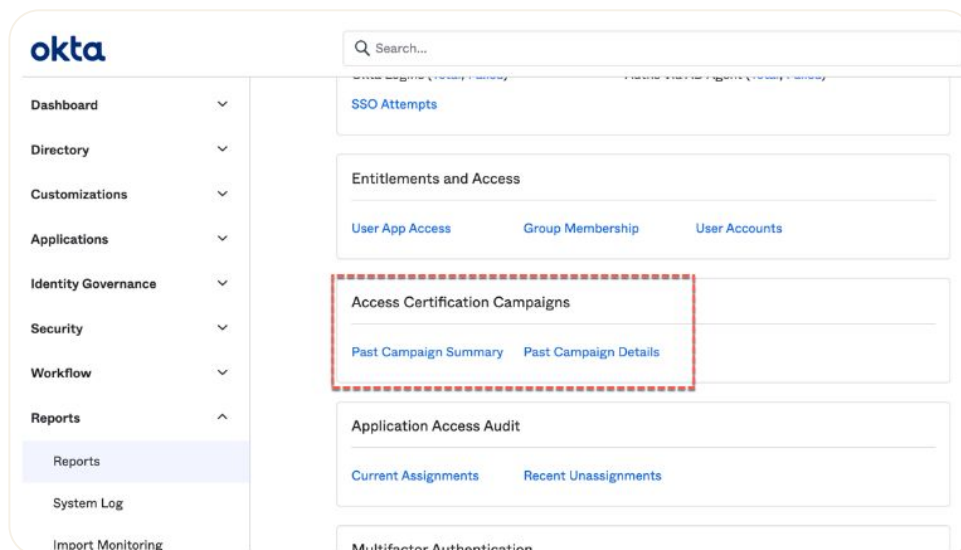 okta
Search...
Dashboard
Directory
Customizations
Applications
Identity Governance
Security
Workflow
Reports
Reports
System Log
Import Monitoring
SSO Attempts
Entitlements and Access
User App Access Group Membership User Accounts
Access Certification Campaigns
Past Campaign Summary Past Campaign Details
Application Access Audit
Current Assignments Recent Unassignments
Multifactor Authentication